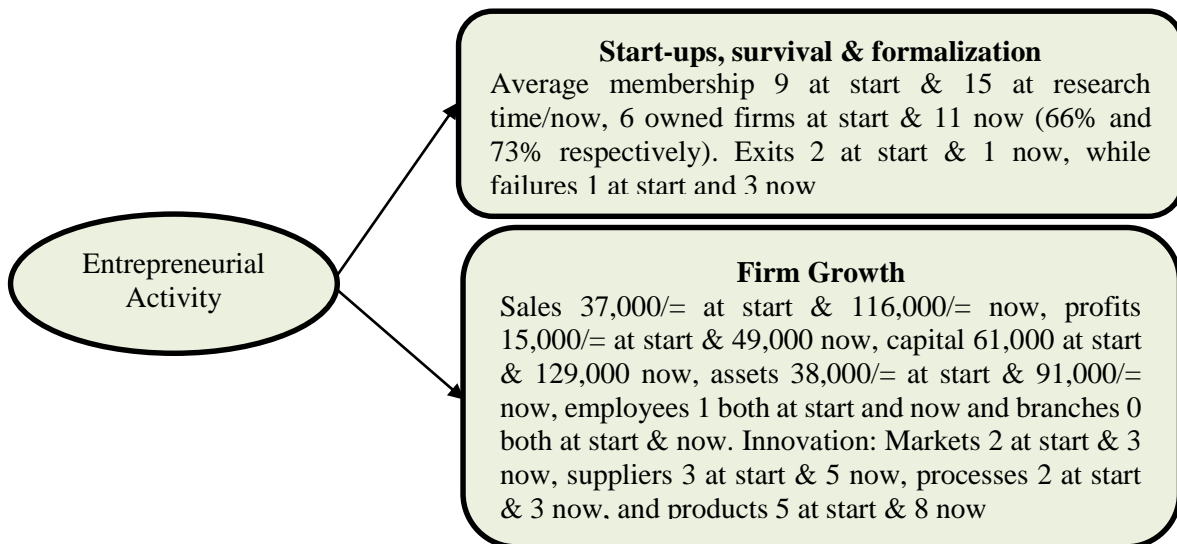 Start-ups, survival & formalization
Average membership 9 at start & 15 at research
time/now, 6 owned firms at start & 11 now (66% and
73% respectively). Exits 2 at start & 1 now, while
failures 1 at start and 3 now
Entrepreneurial
Activity
Firm Growth
Sales 37,000/= at start & 116,000/= now, profits
15,000/= at start & 49,000 now, capital 61,000 at start
& 129,000 now, assets 38,000/= at start & 91,000/=
now, employees 1 both at start and now and branches 0
both at start & now. Innovation: Markets 2 at start & 3
now, suppliers 3 at start & 5 now, processes 2 at start
& 3 now, and products 5 at start & 8 now